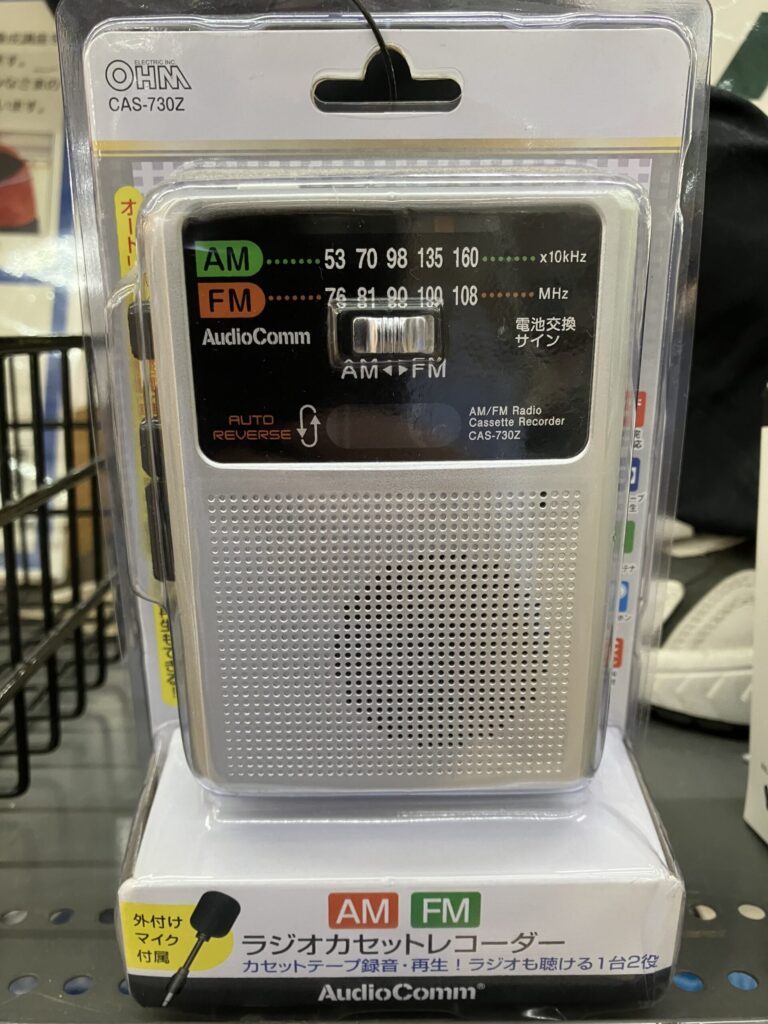 ELECTRIC INC.
OHM
CAS-730Z
オート
AM 53 70 98 135 160 x10kHz
FM 76 81 90 100 108 MHz
AudioComm
電池交換
サイン
AM FM
AUTO
REVERSE
AM/FM Radio
Cassette Recorder
CAS-730Z
外付け
マイク
付属
AM FM
ラジオカセットレコーダー
カセットテープ録音・再生！ラジオも聴ける1台2役
AudioComm®